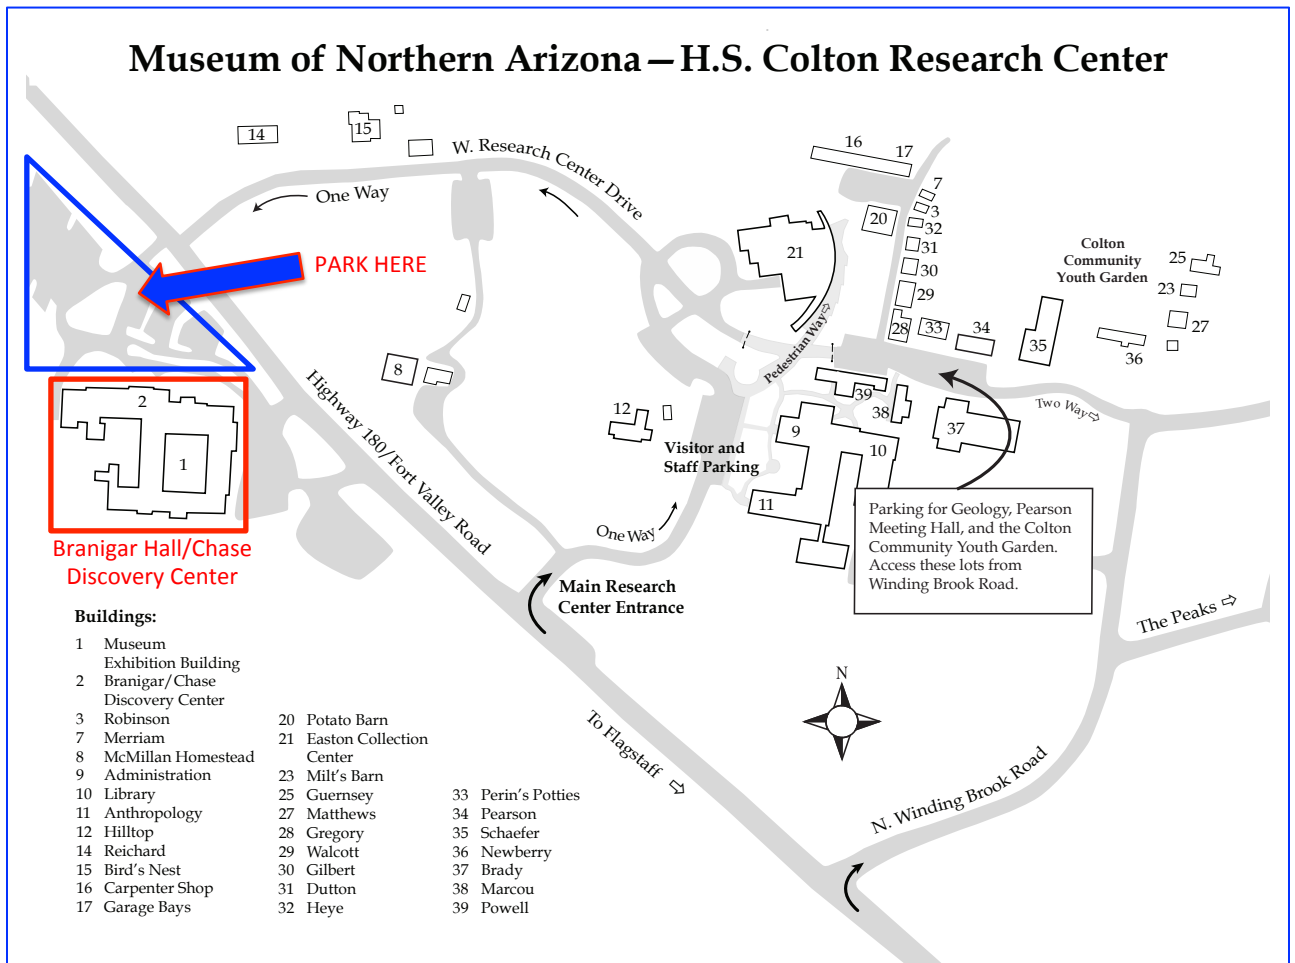 Museum of Northern Arizona—H.S. Colton Research Center
14
15
W. Research Center Drive
One Way
PARK HERE
16
17
7
3
32
31
30
29
28
33
34
20
21
Pedestrian Way
Colton
Community
Youth Garden
25
23
27
35
36
Two Way
8
12
Visitor and
Staff Parking
39
38
9
10
37
11
2
1
Highway 180/Fort Valley Road
One Way
Parking for Geology, Pearson
Meeting Hall, and the Colton
Community Youth Garden.
Access these lots from
Winding Brook Road.
Branigar Hall/Chase
Discovery Center
Main Research
Center Entrance
The Peaks
N
To Flagstaff
N. Winding Brook Road
Buildings:
1 Museum
Exhibition Building
2 Branigar/Chase
Discovery Center
3 Robinson
7 Merriam
8 McMillan Homestead
9 Administration
10 Library
11 Anthropology
12 Hilltop
14 Reichard
15 Bird's Nest
16 Carpenter Shop
17 Garage Bays
20 Potato Barn
21 Easton Collection
Center
23 Milt's Barn
25 Guernsey
27 Matthews
28 Gregory
29 Walcott
30 Gilbert
31 Dutton
32 Heye
33 Perin's Potties
34 Pearson
35 Schaefer
36 Newberry
37 Brady
38 Marcou
39 Powell